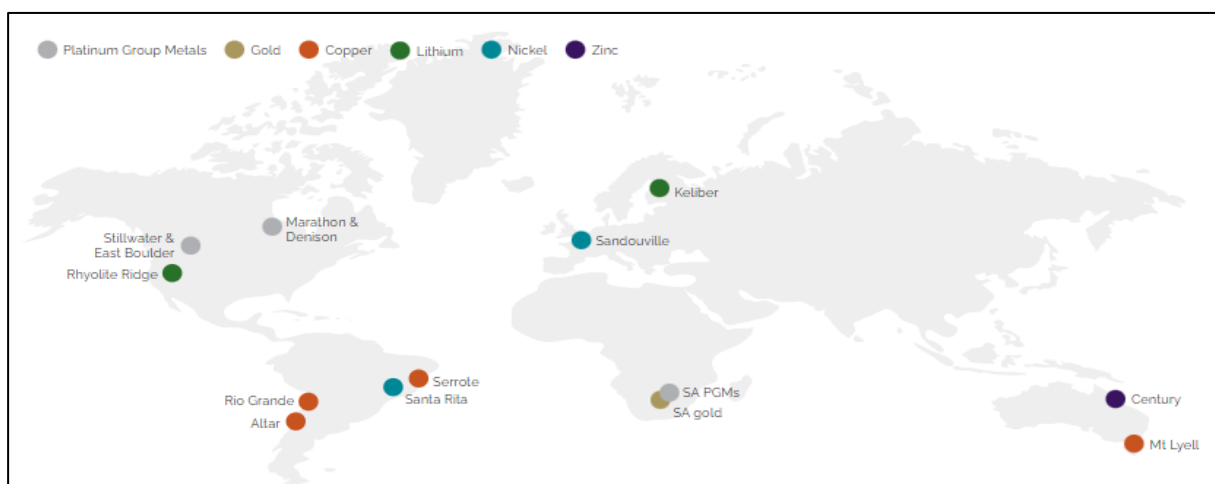 Platinum Group Metals Gold Copper Lithium Nickel Zinc
Keliber
Marathon &
Denison
Stillwater &
East Boulder
Sandouville
Rhyolite Ridge
Serrote
Santa Rita
Rio Grande
Altar
SA PGMs
SA gold
Century
Mt Lyell